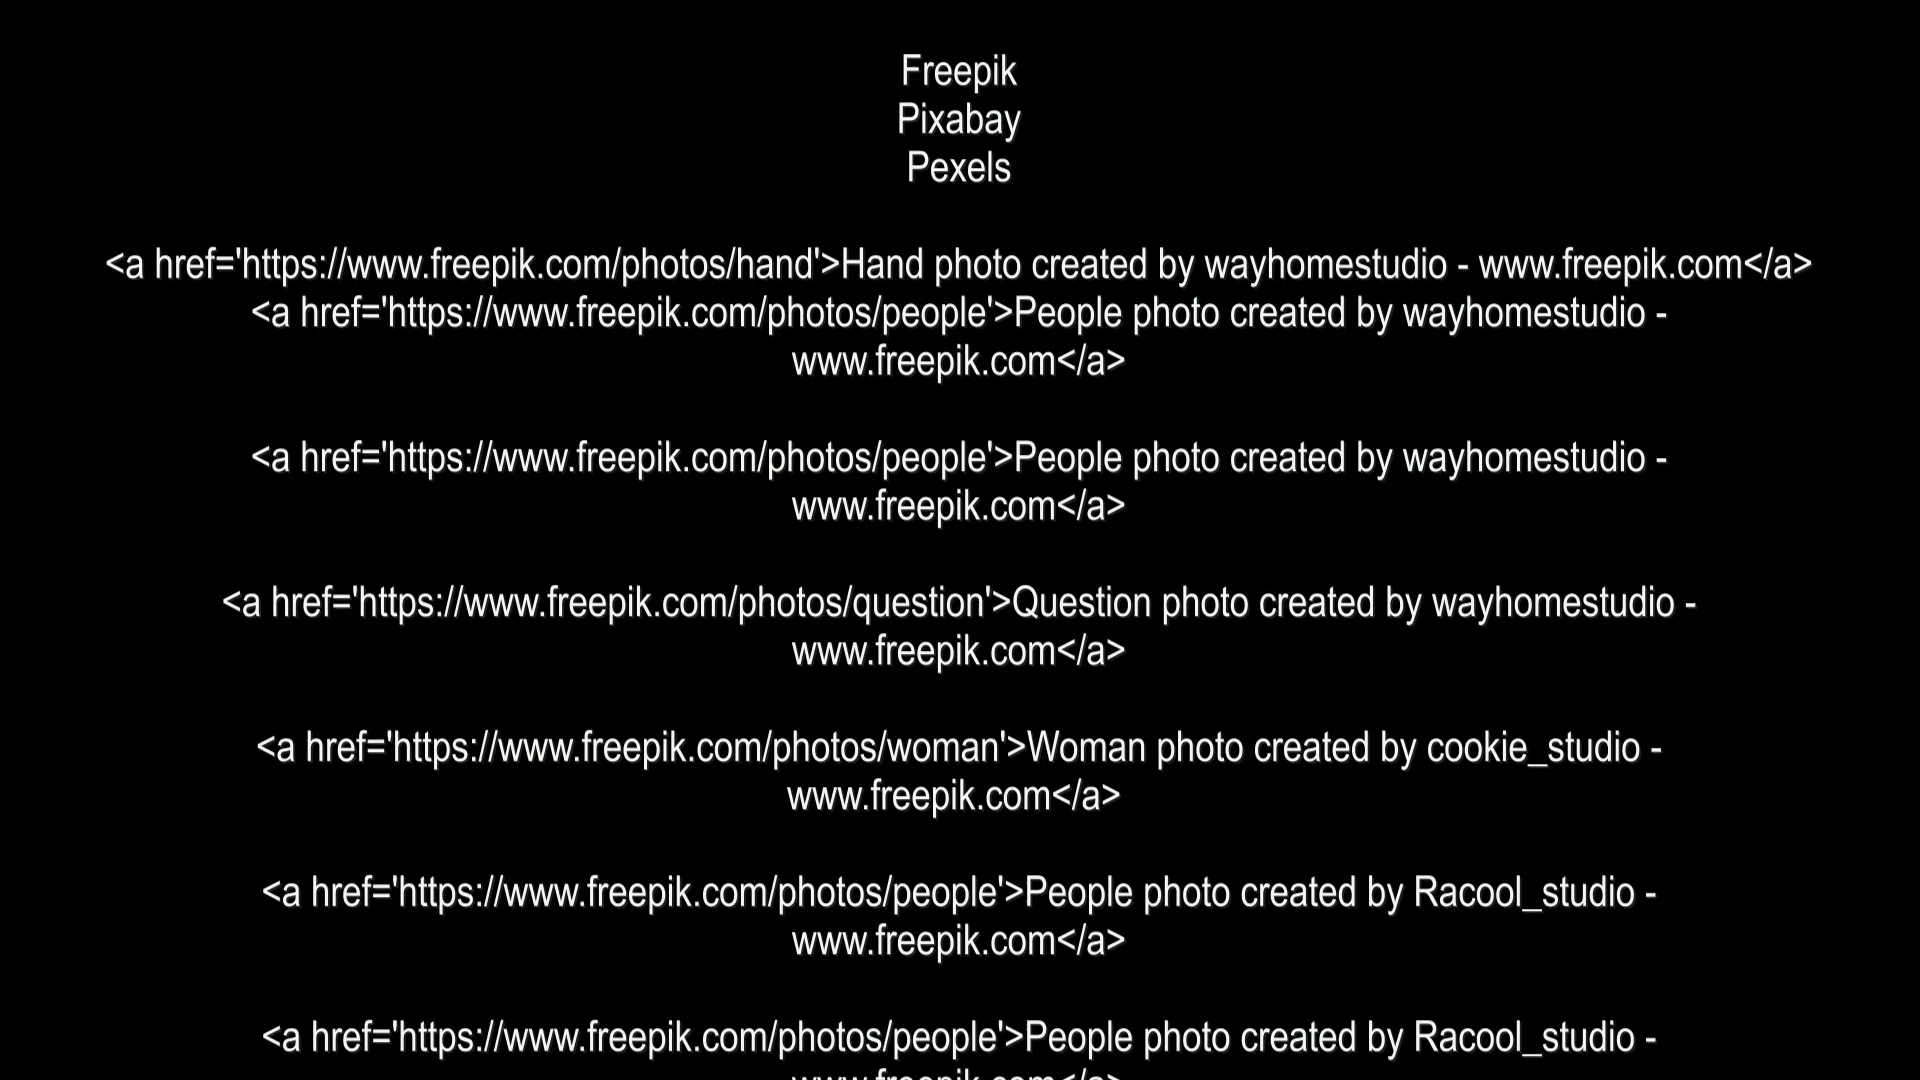 Freepik
Pixabay
Pexels
<a href='https://www.freepik.com/photos/hand'>Hand photo created by wayhomestudio - www.freepik.com</a>
<a href='https://www.freepik.com/photos/people'>People photo created by wayhomestudio -
www.freepik.com</a>
<a href='https://www.freepik.com/photos/people'>People photo created by wayhomestudio -
www.freepik.com</a>
<a href='https://www.freepik.com/photos/question'>Question photo created by wayhomestudio -
www.freepik.com</a>
<a href='https://www.freepik.com/photos/woman'>Woman photo created by cookie_studio -
www.freepik.com</a>
<a href='https://www.freepik.com/photos/people'>People photo created by Racool_studio -
www.freepik.com</a>
<a href='https://www.freepik.com/photos/people'>People photo created by Racool_studio -
www.freepik.com</a>